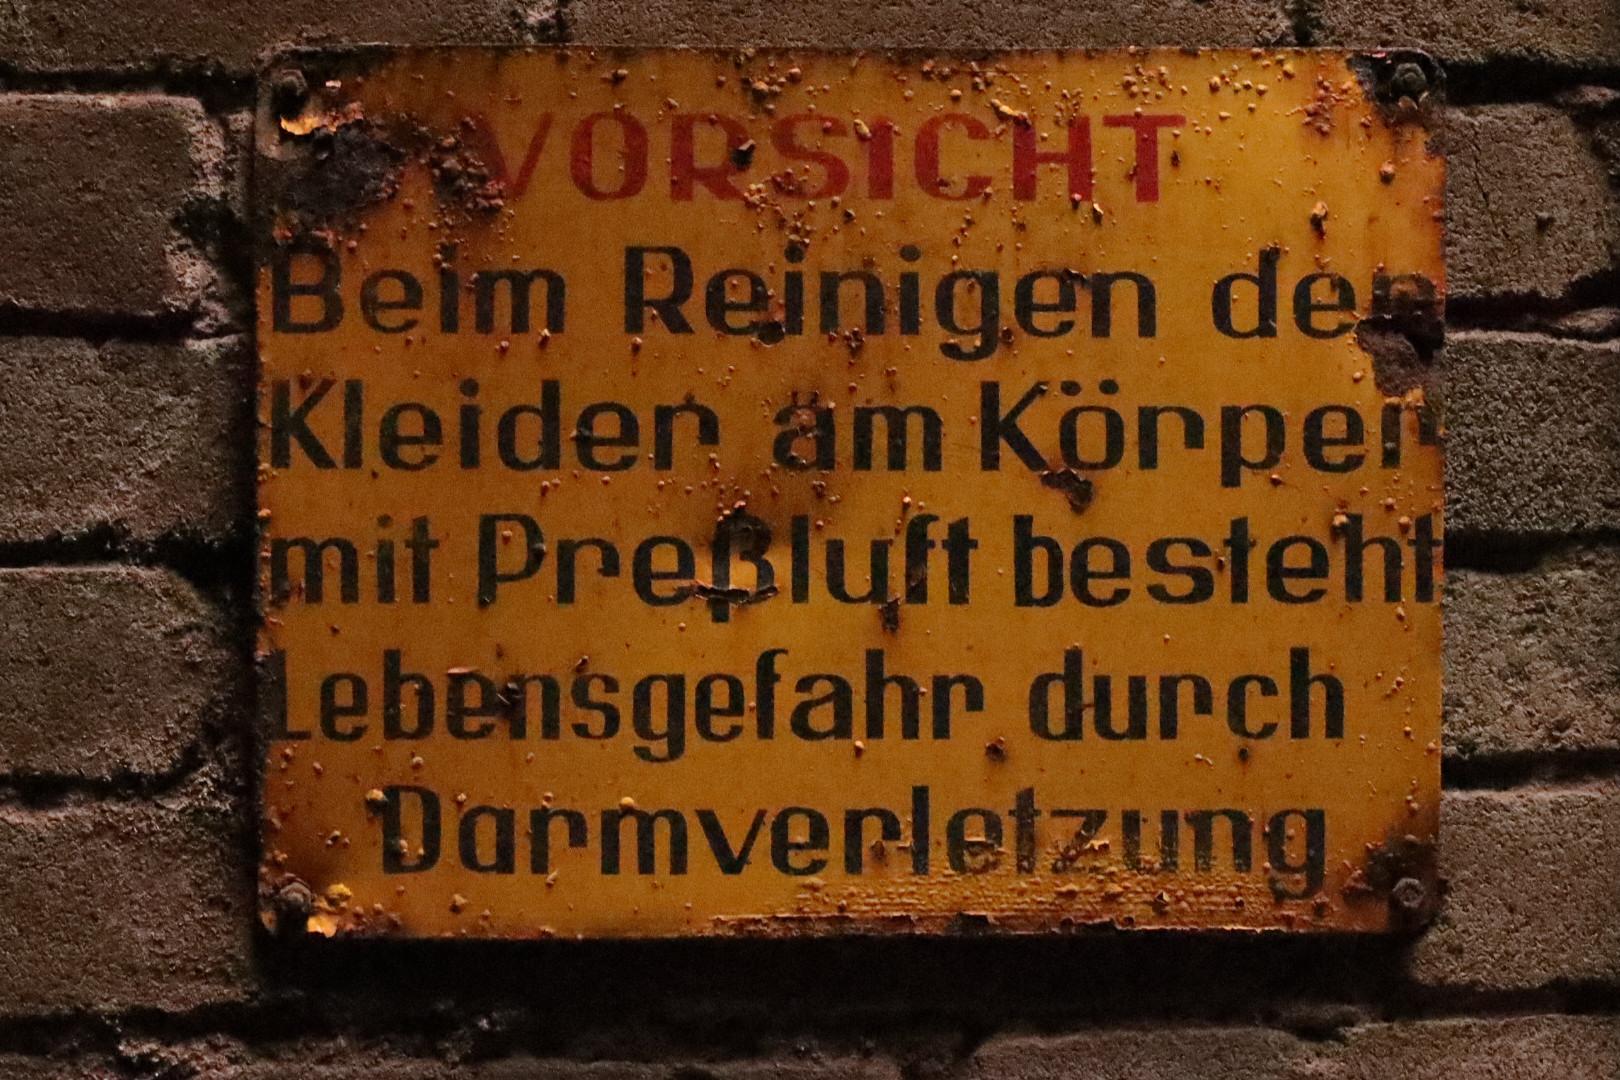 VORSICHT
Beim Reinigen der
Kleider am Körper
mit Preßluft besteht
Lebensgefahr durch
Darmverletzung